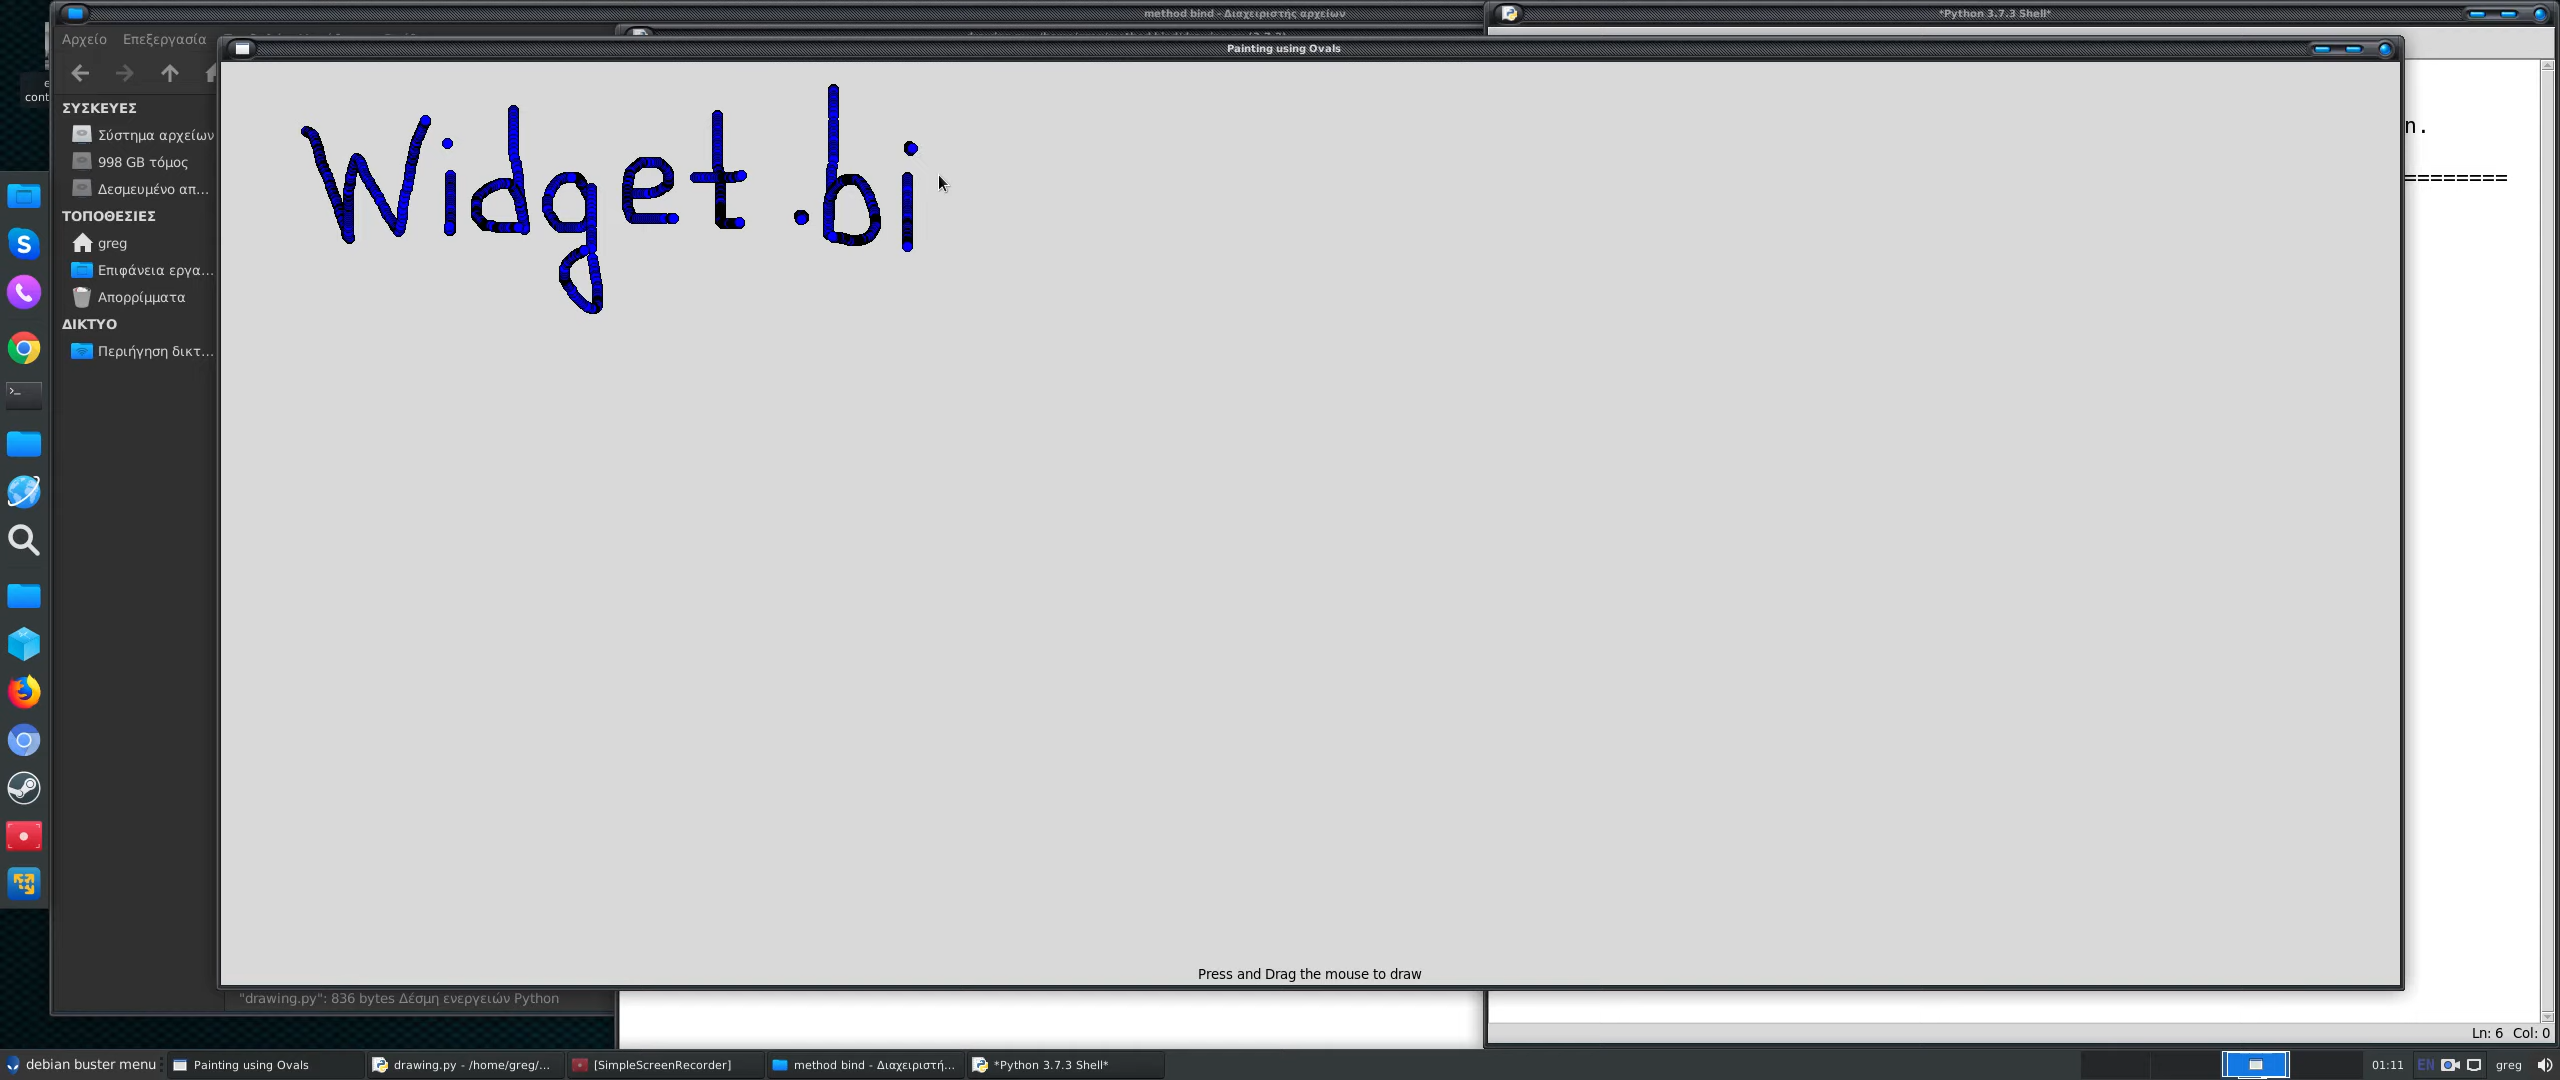 method bind - Διαχειριστής αρχείων
*Python 3.7.3 Shell*
Αρχείο Επεξεργασία
Painting using Ovals
ΣΥΣΚΕΥΕΣ
Σύστημα αρχείων
998 GB τόμος
Δεσμευμένο απ...
ΤΟΠΟΘΕΣΙΕΣ
greg
Επιφάνεια εργα...
Απορρίμματα
ΔΙΚΤΥΟ
Περιήγηση δικτ...
Widget .bi
n.
========
Press and Drag the mouse to draw
"drawing.py": 836 bytes Δέσμη ενεργειών Python
Ln: 6 Col: 0
debian buster menu Painting using Ovals drawing.py - /home/greg/... [SimpleScreenRecorder] method bind - Διαχειριστή... *Python 3.7.3 Shell* 01:11 EN greg